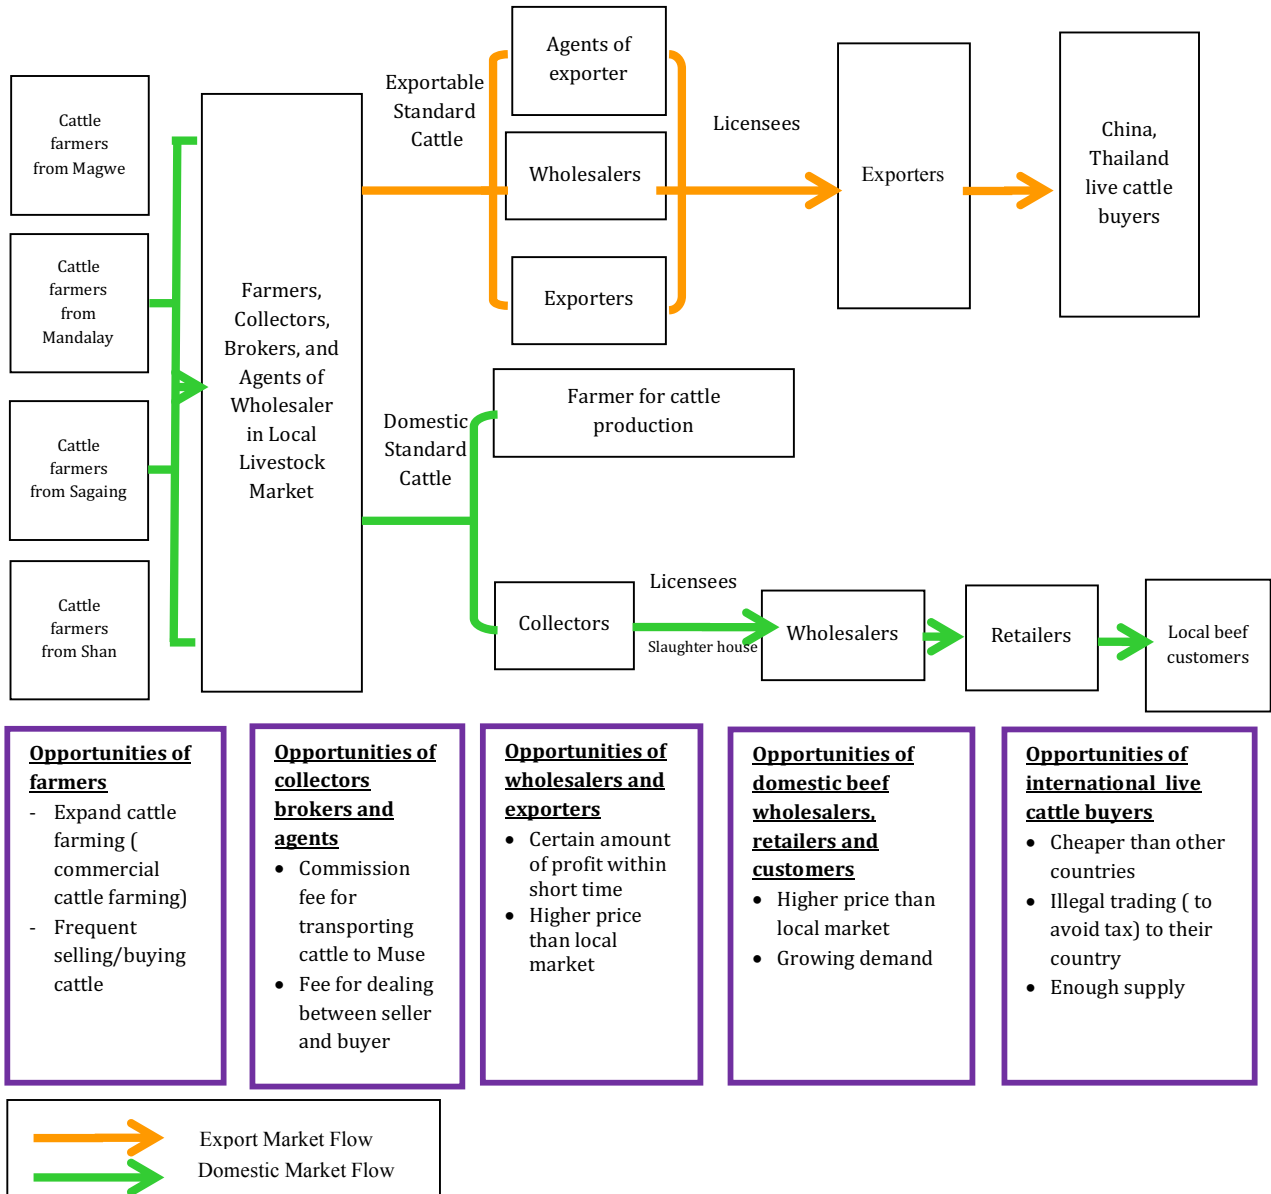 Cattle
farmers
from Magwe
Cattle
farmers
from
Mandalay
Cattle
farmers
from Sagaing
Cattle
farmers
from Shan
Farmers,
Collectors,
Brokers, and
Agents of
Wholesaler
in Local
Livestock
Market
Exportable
Standard
Cattle
Agents of
exporter
Wholesalers
Exporters
Licensees
Exporters
China,
Thailand
live cattle
buyers
Domestic
Standard
Cattle
Farmer for cattle
production
Collectors
Licensees
Slaughter house
Wholesalers
Retailers
Local beef
customers
Opportunities of
farmers
- Expand cattle
farming (
commercial
cattle farming)
- Frequent
selling/buying
cattle
Opportunities of
collectors
brokers and
agents
• Commission
fee for
transporting
cattle to Muse
• Fee for dealing
between seller
and buyer
Opportunities of
wholesalers and
exporters
• Certain amount
of profit within
short time
• Higher price
than local
market
Opportunities of
domestic beef
wholesalers,
retailers and
customers
• Higher price than
local market
• Growing demand
Opportunities of
international live
cattle buyers
• Cheaper than other
countries
• Illegal trading ( to
avoid tax) to their
country
• Enough supply
Export Market Flow
Domestic Market Flow